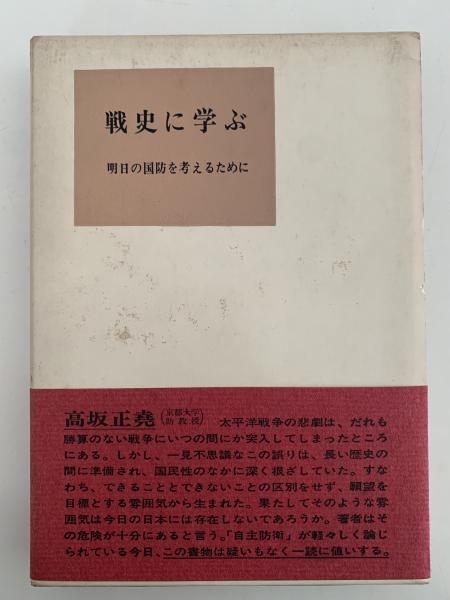 戦史に学ぶ
明日の国防を考えるために
高坂正堯(京都大学助教授) 太平洋戦争の悲劇は、だれも
勝算のない戦争にいつの間にか突入してしまったところ
にある。しかし、一見不思議なこの誤りは、長い歴史の
間に準備され、国民性のなかに深く根ざしていた。すな
わち、できることとできないことの区別をせず、願望を
目標とする雰囲気から生まれた。果たしてそのような雰
囲気は今日の日本には存在しないであろうか。著者はそ
の危険が十分にあると言う。「自主防衛」が軽々しく論じ
られている今日、この書物は疑いもなく一読に値いする。